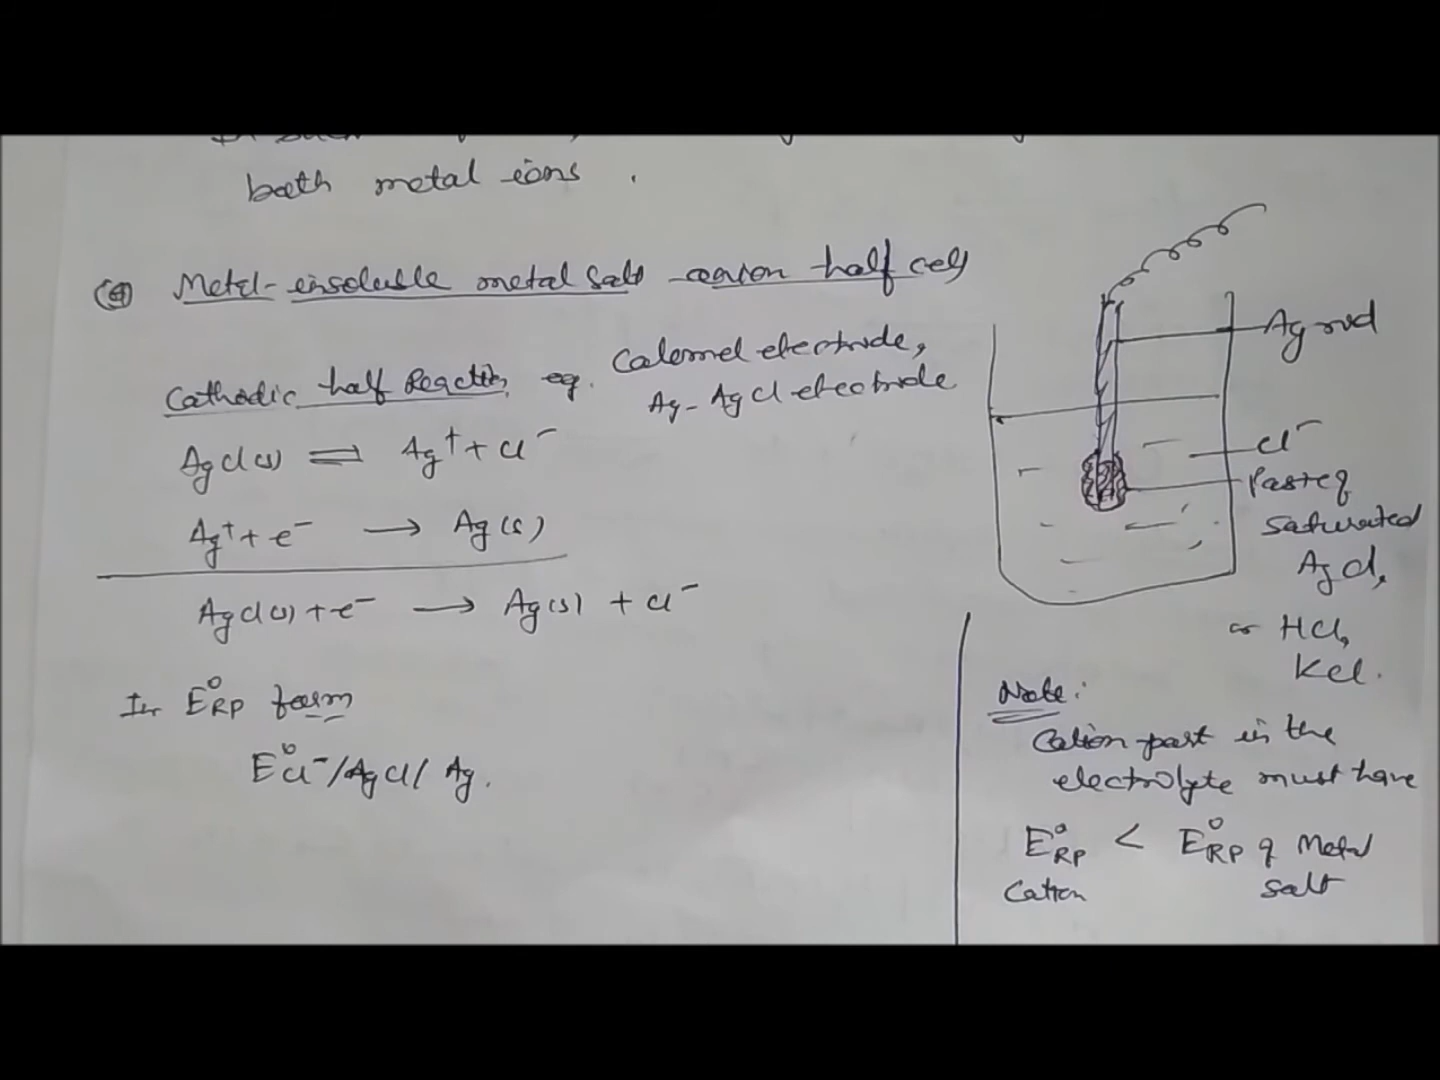 both metal ions .
(4) Metal-insoluble metal salt anion half cell
Cathodic half Reaction eg. Calomel electrode,
Ag-AgCl electrode
AgCl(s) ⇌ Ag⁺ + Cl⁻
Ag⁺ + e⁻ → Ag(s)
AgCl(s) + e⁻ → Ag(s) + Cl⁻
In E°RP form
E°Cl⁻/AgCl/Ag.
Ag rod
Cl⁻
Paste of
saturated
AgCl,
or HCl,
KCl.
Note:
Cation part in the
electrolyte must have
E°RP < E°RP of Metal
Cation salt